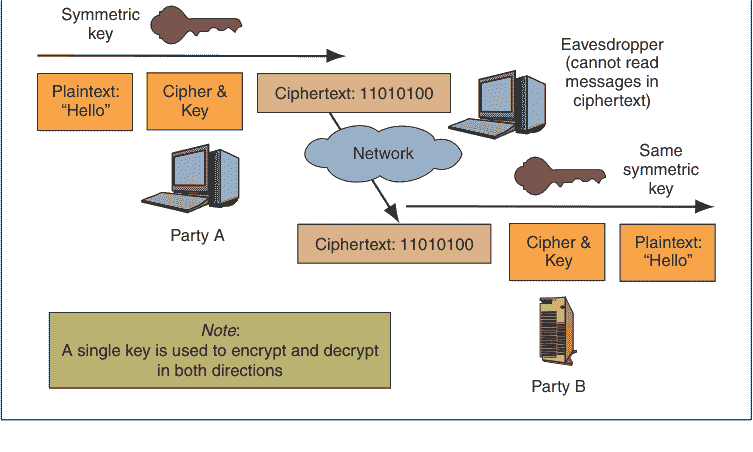 Symmetric
key
Plaintext:
“Hello”
Cipher &
Key
Ciphertext: 11010100
Eavesdropper
(cannot read
messages in
ciphertext)
Network
Party A
Same
symmetric
key
Ciphertext: 11010100
Cipher &
Key
Plaintext:
“Hello”
Note:
A single key is used to encrypt and decrypt
in both directions
Party B